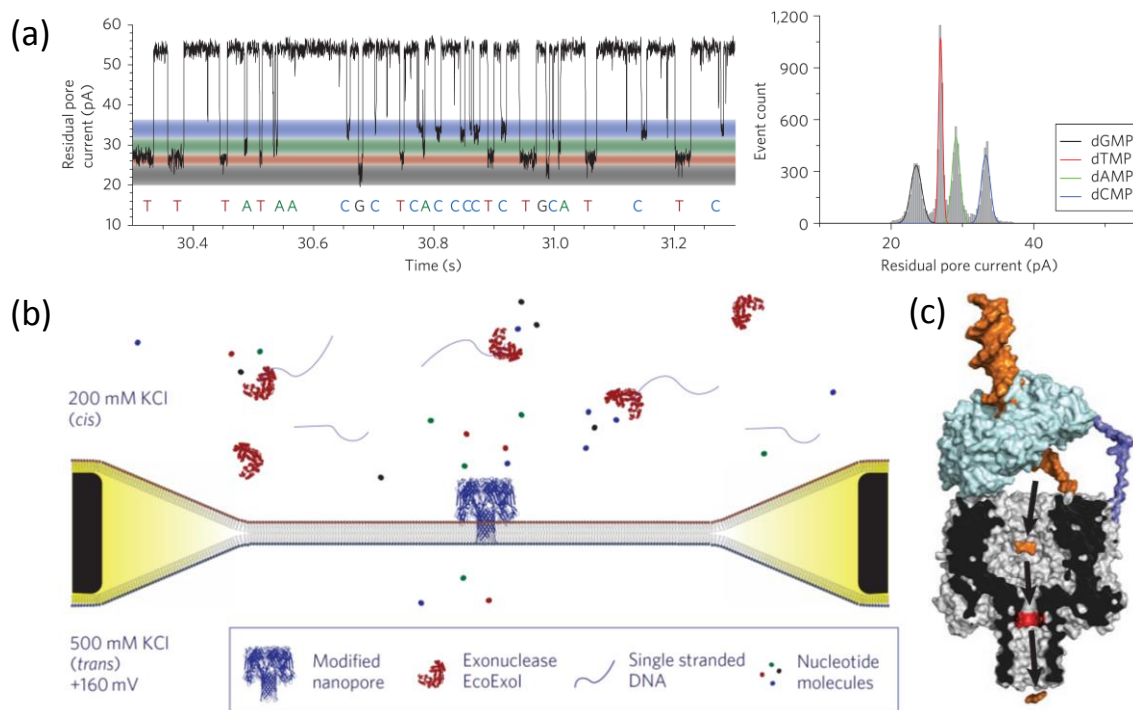 (a)
60
50
40
30
20
10
Residual pore
current (pA)
T T T A T A A C G C T C A C C C C T C T G C A T C T C
30.4 30.6 30.8 31.0 31.2
Time (s)
1,200
900
600
300
0
Event count
20 40
Residual pore current (pA)
dGMP
dTMP
dAMP
dCMP
(b)
200 mM KCl
(cis)
500 mM KCl
(trans)
+160 mV
Modified
nanopore
Exonuclease
EcoExoI
Single stranded
DNA
Nucleotide
molecules
(c)